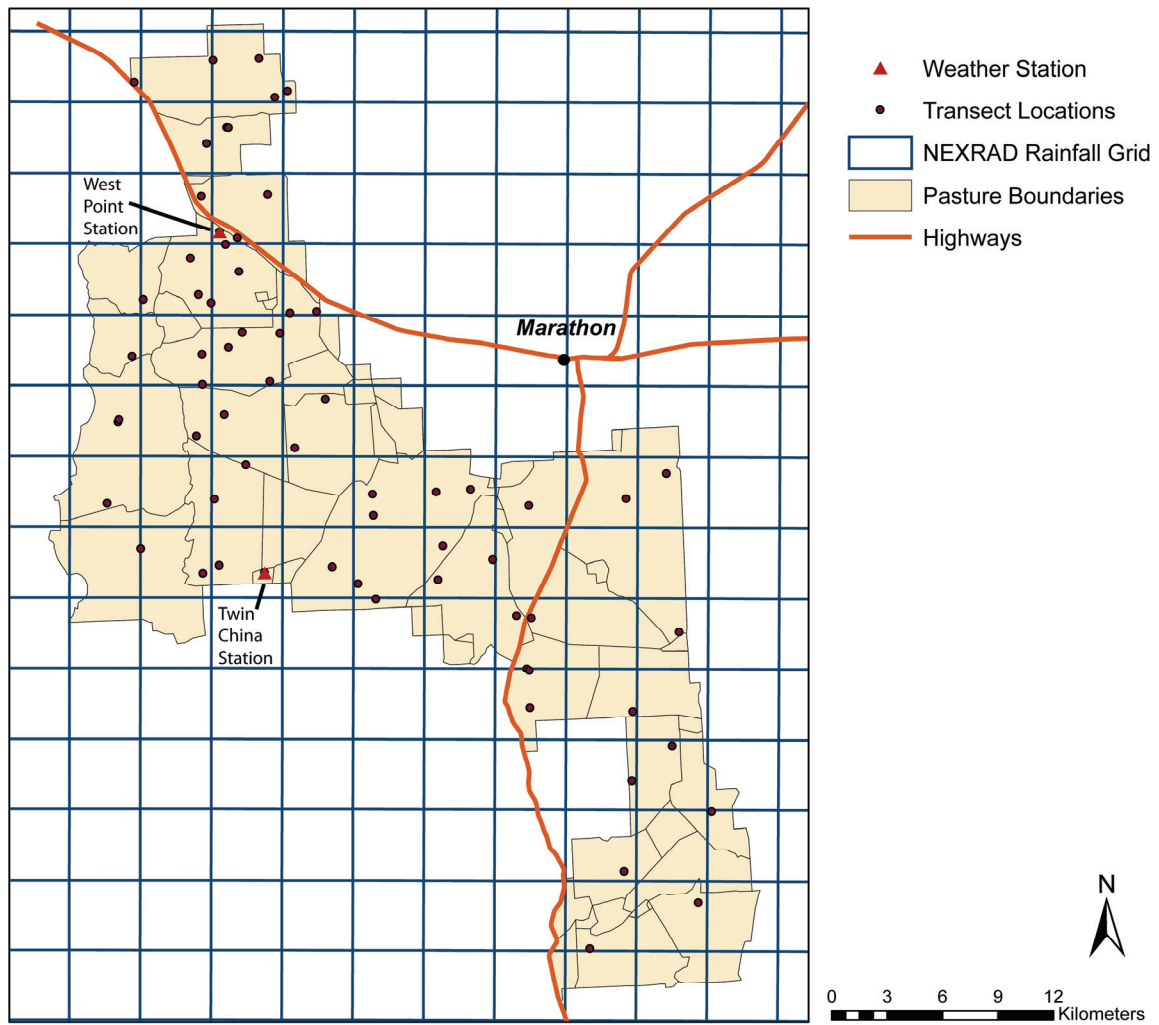 West
Point
Station
Marathon
Twin
China
Station
Weather Station
Transect Locations
NEXRAD Rainfall Grid
Pasture Boundaries
Highways
N
0 3 6 9 12
Kilometers